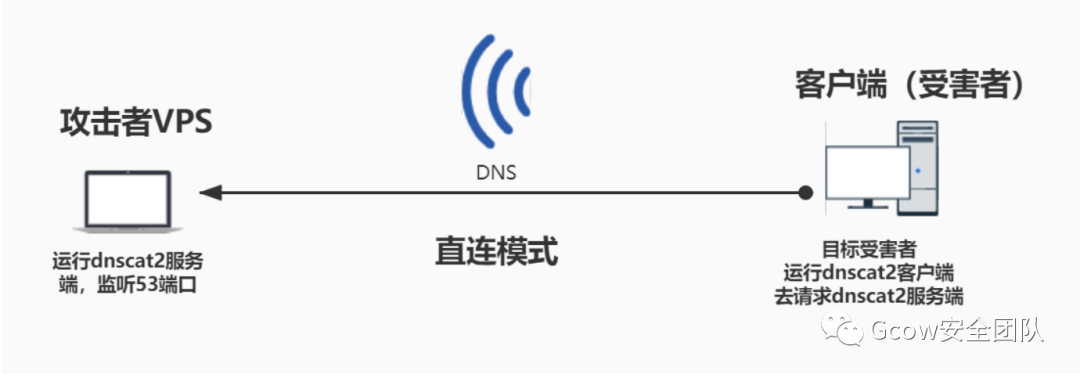 客户端（受害者）
攻击者VPS
DNS
直连模式
运行dnscat2服务
端，监听53端口
目标受害者
运行dnscat2客户端
去请求dnscat2服务端
Gcow安全团队